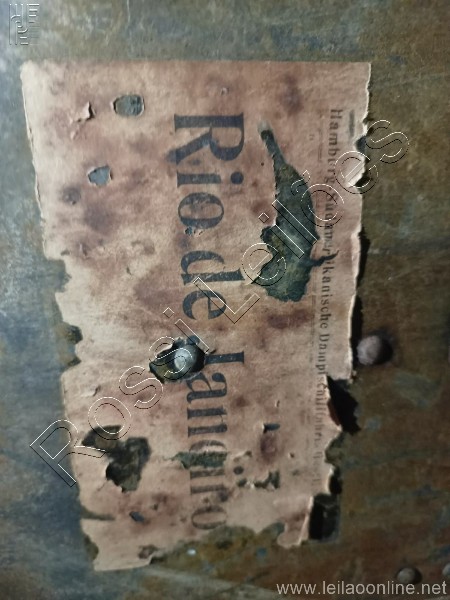 Hamburg-Südamerikanische Dampfschifffahrts-
Rio de Janeiro
© Rossi Leilões
www.leilaoonline.net